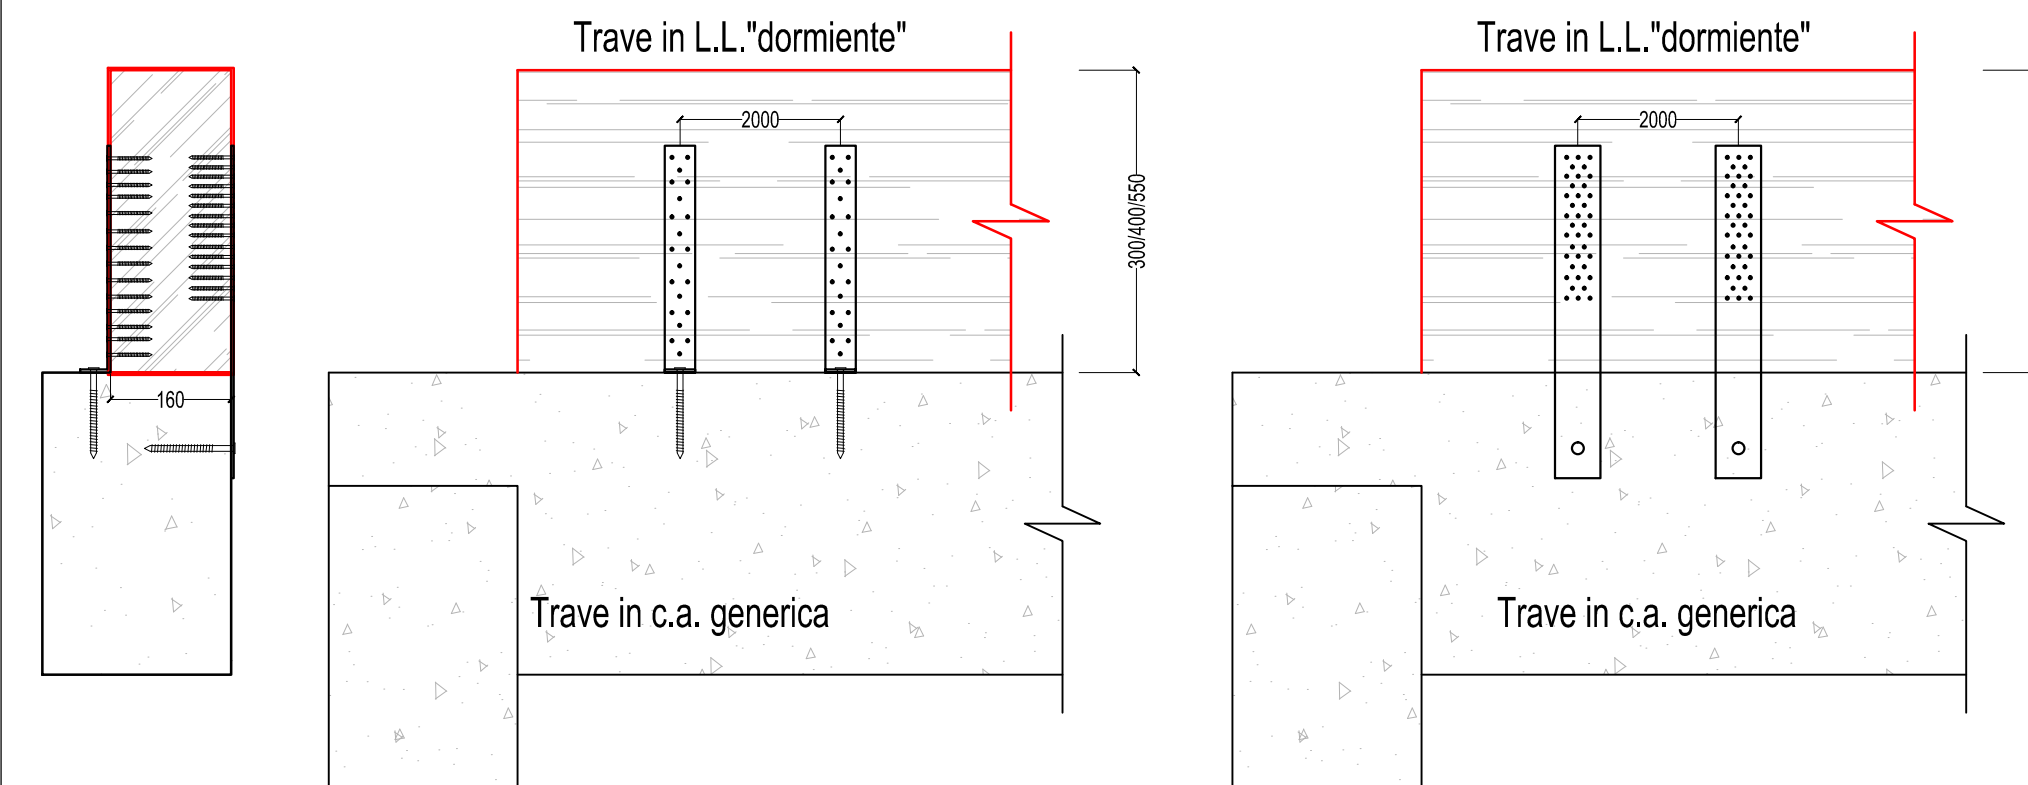 Trave in L.L."dormiente"
Trave in L.L."dormiente"
2000
2000
300/400/550
160
Trave in c.a. generica
Trave in c.a. generica